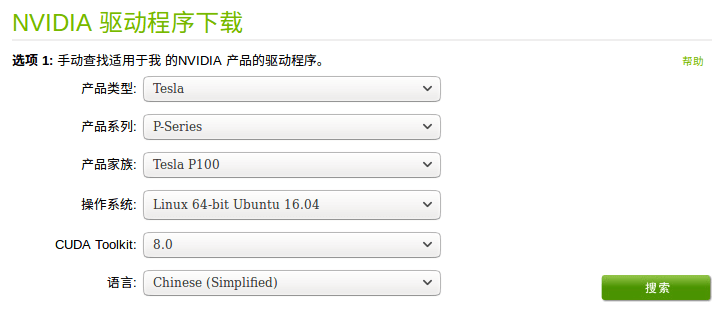 NVIDIA 驱动程序下载
选项 1: 手动查找适用于我 的NVIDIA 产品的驱动程序。 帮助
产品类型: Tesla
产品系列: P-Series
产品家族: Tesla P100
操作系统: Linux 64-bit Ubuntu 16.04
CUDA Toolkit: 8.0
语言: Chinese (Simplified)
搜索